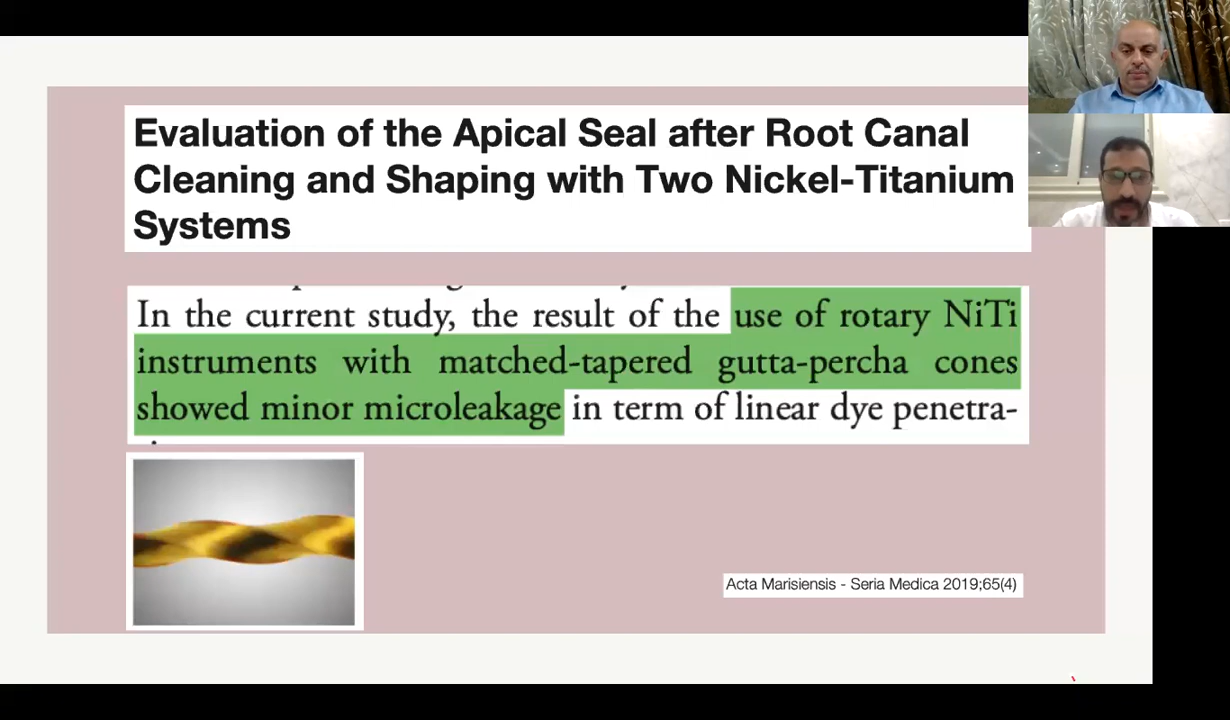 Evaluation of the Apical Seal after Root Canal
Cleaning and Shaping with Two Nickel-Titanium
Systems
In the current study, the result of the use of rotary NiTi
instruments with matched-tapered gutta-percha cones
showed minor microleakage in term of linear dye penetra-
Acta Marisiensis - Seria Medica 2019;65(4)